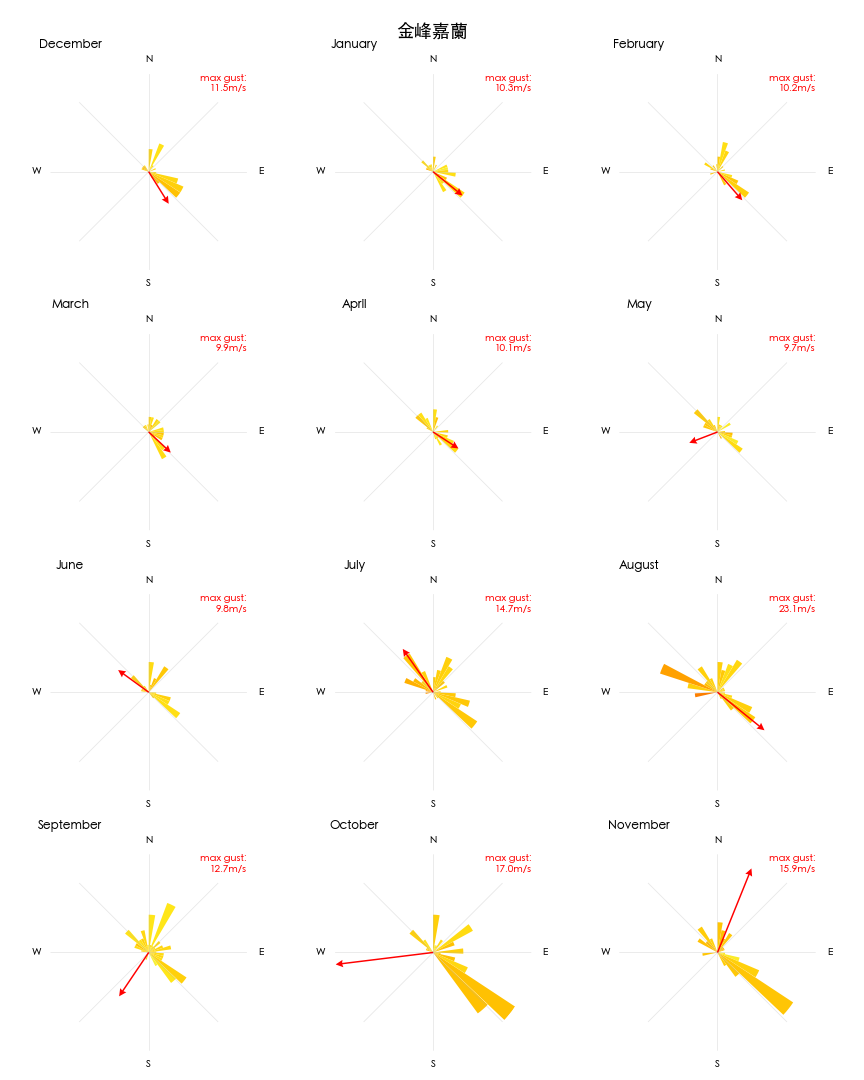 金峰嘉蘭
December
N
max gust:
11.5m/s
W
E
S
January
N
max gust:
10.3m/s
W
E
S
February
N
max gust:
10.2m/s
W
E
S
March
N
max gust:
9.9m/s
W
E
S
April
N
max gust:
10.1m/s
W
E
S
May
N
max gust:
9.7m/s
W
E
S
June
N
max gust:
9.8m/s
W
E
S
July
N
max gust:
14.7m/s
W
E
S
August
N
max gust:
23.1m/s
W
E
S
September
N
max gust:
12.7m/s
W
E
S
October
N
max gust:
17.0m/s
W
E
S
November
N
max gust:
15.9m/s
W
E
S